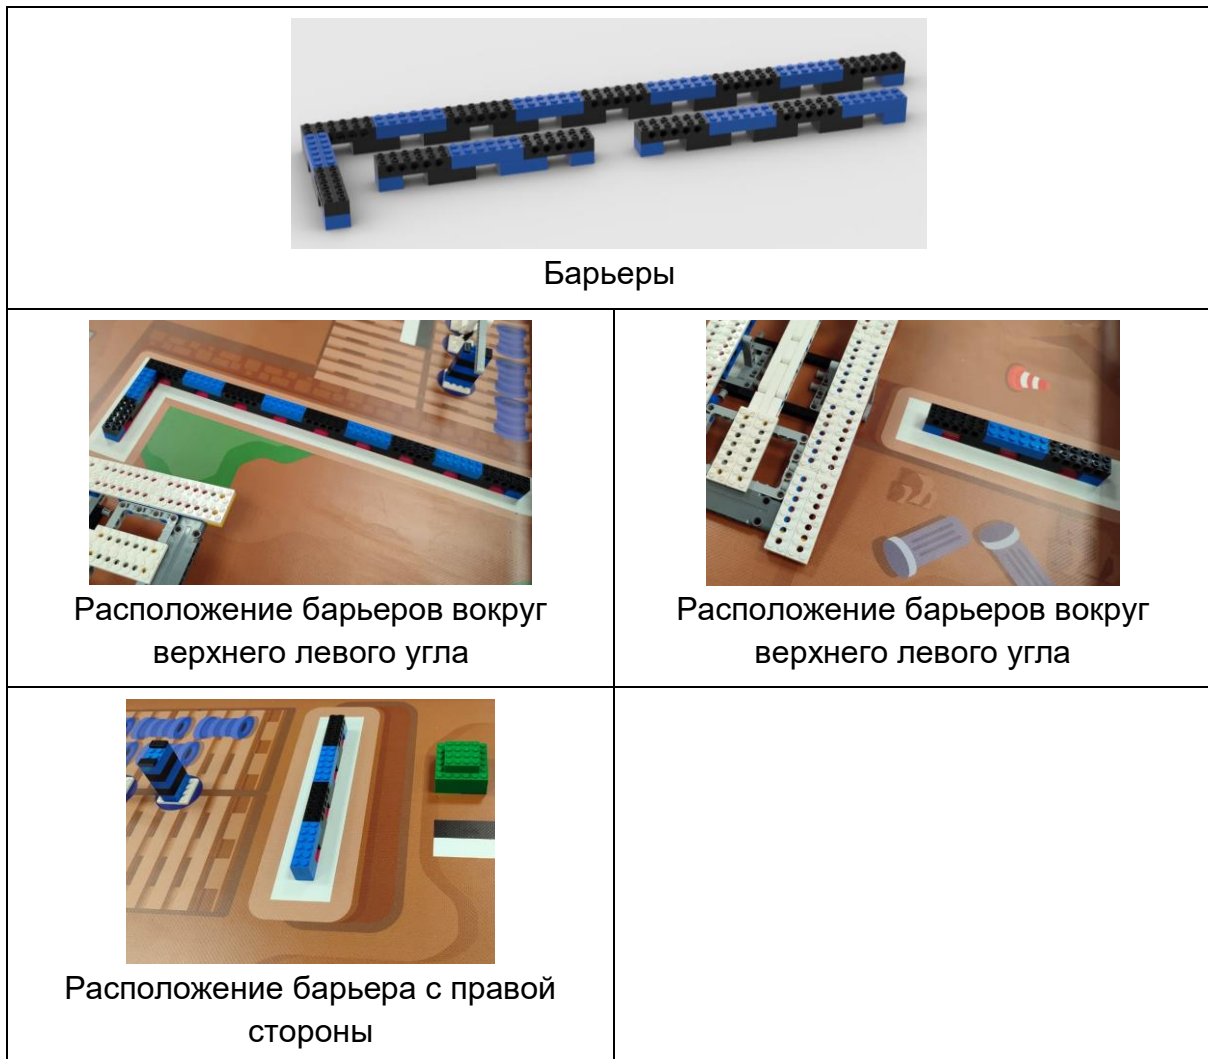 Барьеры
Расположение барьеров вокруг
верхнего левого угла
Расположение барьеров вокруг
верхнего левого угла
Расположение барьера с правой
стороны